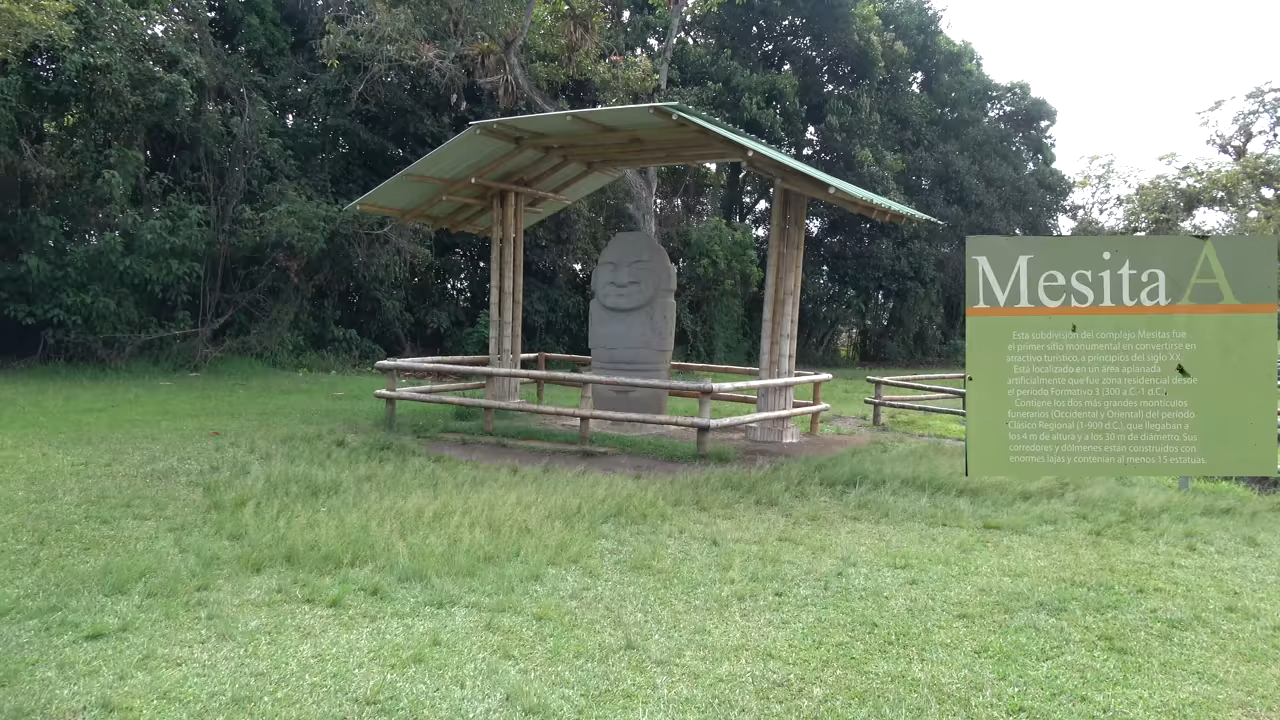 Mesita A
Esta subdivisión del complejo Mesitas fue
el primer sitio monumental en convertirse en
atractivo turístico, a principios del siglo XX.
Está localizado en un área aplanada
artificialmente que fue zona residencial desde
el periodo Formativo 3 (300 a.C.-1 d.C.).
Contiene los dos más grandes montículos
funerarios (Occidental y Oriental) del periodo
Clásico Regional (1-900 d.C.), que llegaban a
los 4 m de altura y a los 30 m de diámetro. Sus
corredores y dólmenes están construidos con
enormes lajas y contenían al menos 15 estatuas.